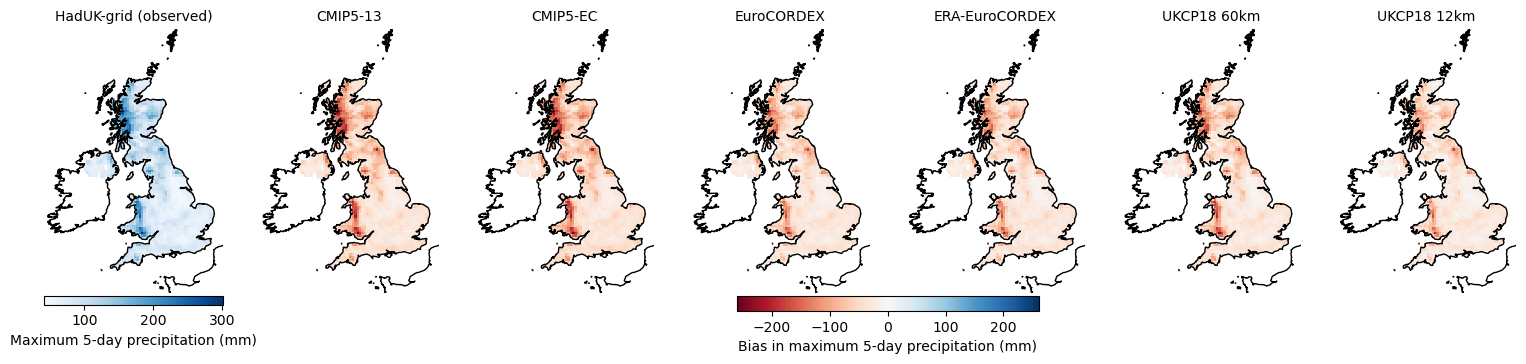 HadUK-grid (observed)
CMIP5-13
CMIP5-EC
EuroCORDEX
ERA-EuroCORDEX
UKCP18 60km
UKCP18 12km
100 200 300
Maximum 5-day precipitation (mm)
−200 −100 0 100 200
Bias in maximum 5-day precipitation (mm)